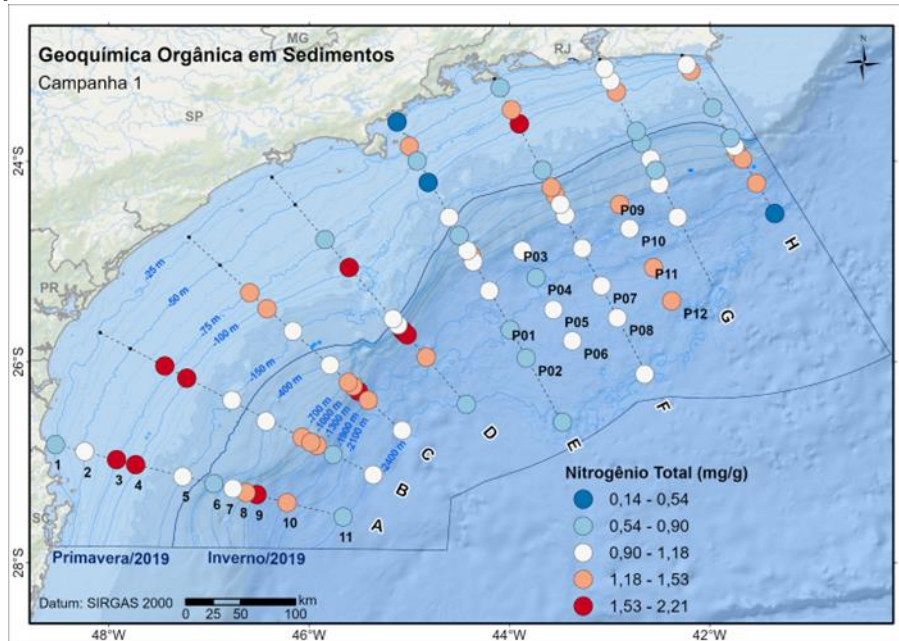 Geoquímica Orgânica em Sedimentos
Campanha 1
MG
RJ
N
SP
PR
SC
24°S
26°S
28°S
-25 m
-50 m
-75 m
-100 m
-150 m
-400 m
-700 m
-1000 m
-1300 m
-1900 m
-2100 m
-2400 m
P09
P10
P11
P12
P03
P04
P05
P06
P07
P08
P01
P02
H
G
F
E
D
C
B
A
1
2
3
4
5
6
7
8
9
10
11
Primavera/2019
Inverno/2019
Datum: SIRGAS 2000
km
0 25 50 100
Nitrogênio Total (mg/g)
0,14 - 0,54
0,54 - 0,90
0,90 - 1,18
1,18 - 1,53
1,53 - 2,21
48°W
46°W
44°W
42°W